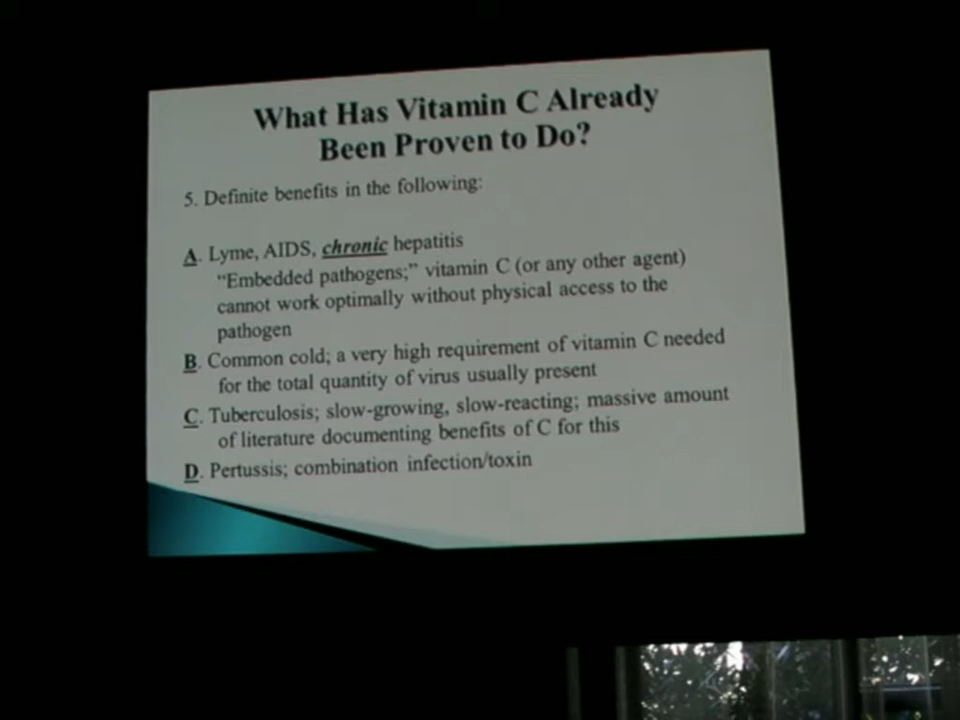 What Has Vitamin C Already
Been Proven to Do?
5. Definite benefits in the following:
A. Lyme, AIDS, chronic hepatitis
“Embedded pathogens;” vitamin C (or any other agent)
cannot work optimally without physical access to the
pathogen
B. Common cold; a very high requirement of vitamin C needed
for the total quantity of virus usually present
C. Tuberculosis; slow-growing, slow-reacting; massive amount
of literature documenting benefits of C for this
D. Pertussis; combination infection/toxin